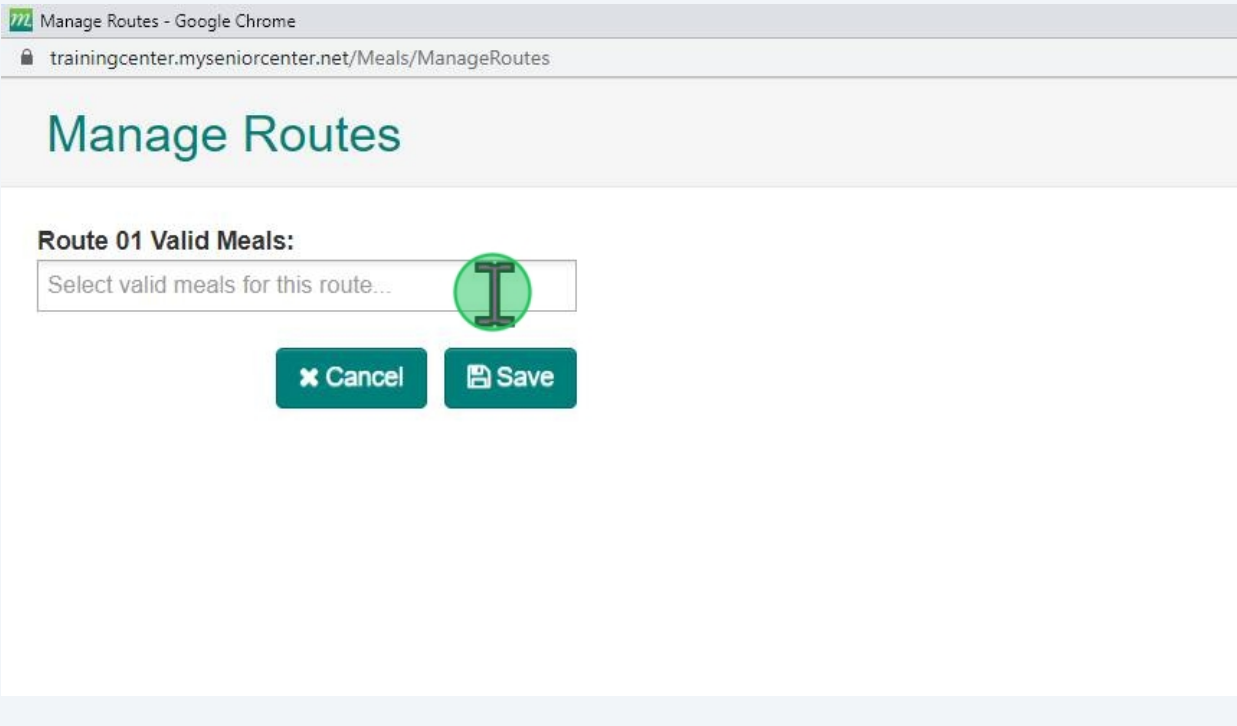 Manage Routes - Google Chrome
trainingcenter.myseniorcenter.net/Meals/ManageRoutes
Manage Routes
Route 01 Valid Meals:
Select valid meals for this route...
Cancel Save